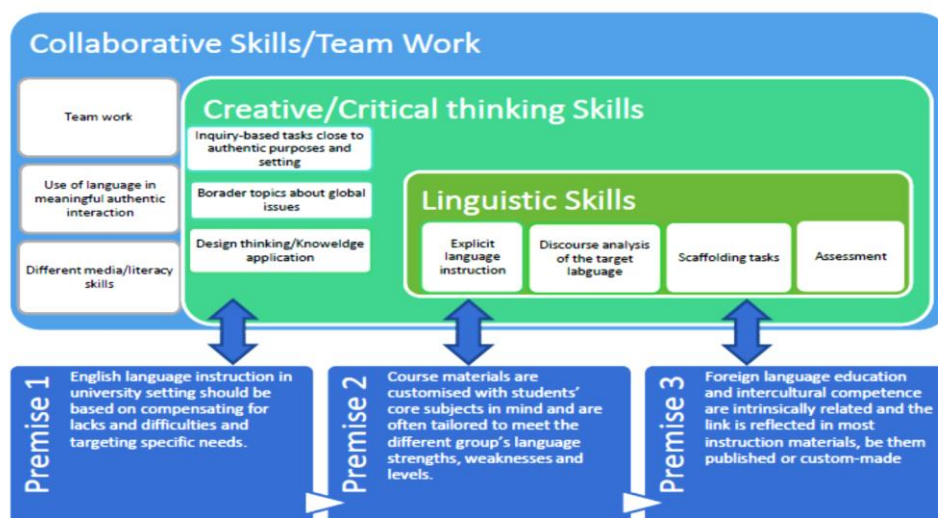 Collaborative Skills/Team Work
Team work
Use of language in
meaningful authentic
interaction
Different media/literacy
skills
Creative/Critical thinking Skills
Inquiry-based tasks close to
authentic purposes and
setting
Borader topics about global
issues
Design thinking/Knoweldge
application
Linguistic Skills
Explicit
language
instruction
Discourse analysis
of the target
labguage
Scaffolding tasks
Assessment
Premise 1
English language instruction in
university setting should be
based on compensating for
lacks and difficulties and
targeting specific needs.
Premise 2
Course materials are
customised with students'
core subjects in mind and are
often tailored to meet the
different group's language
strengths, weaknesses and
levels.
Premise 3
Foreign language education
and intercultural competence
are intrinsically related and the
link is reflected in most
instruction materials, be them
published or custom-made